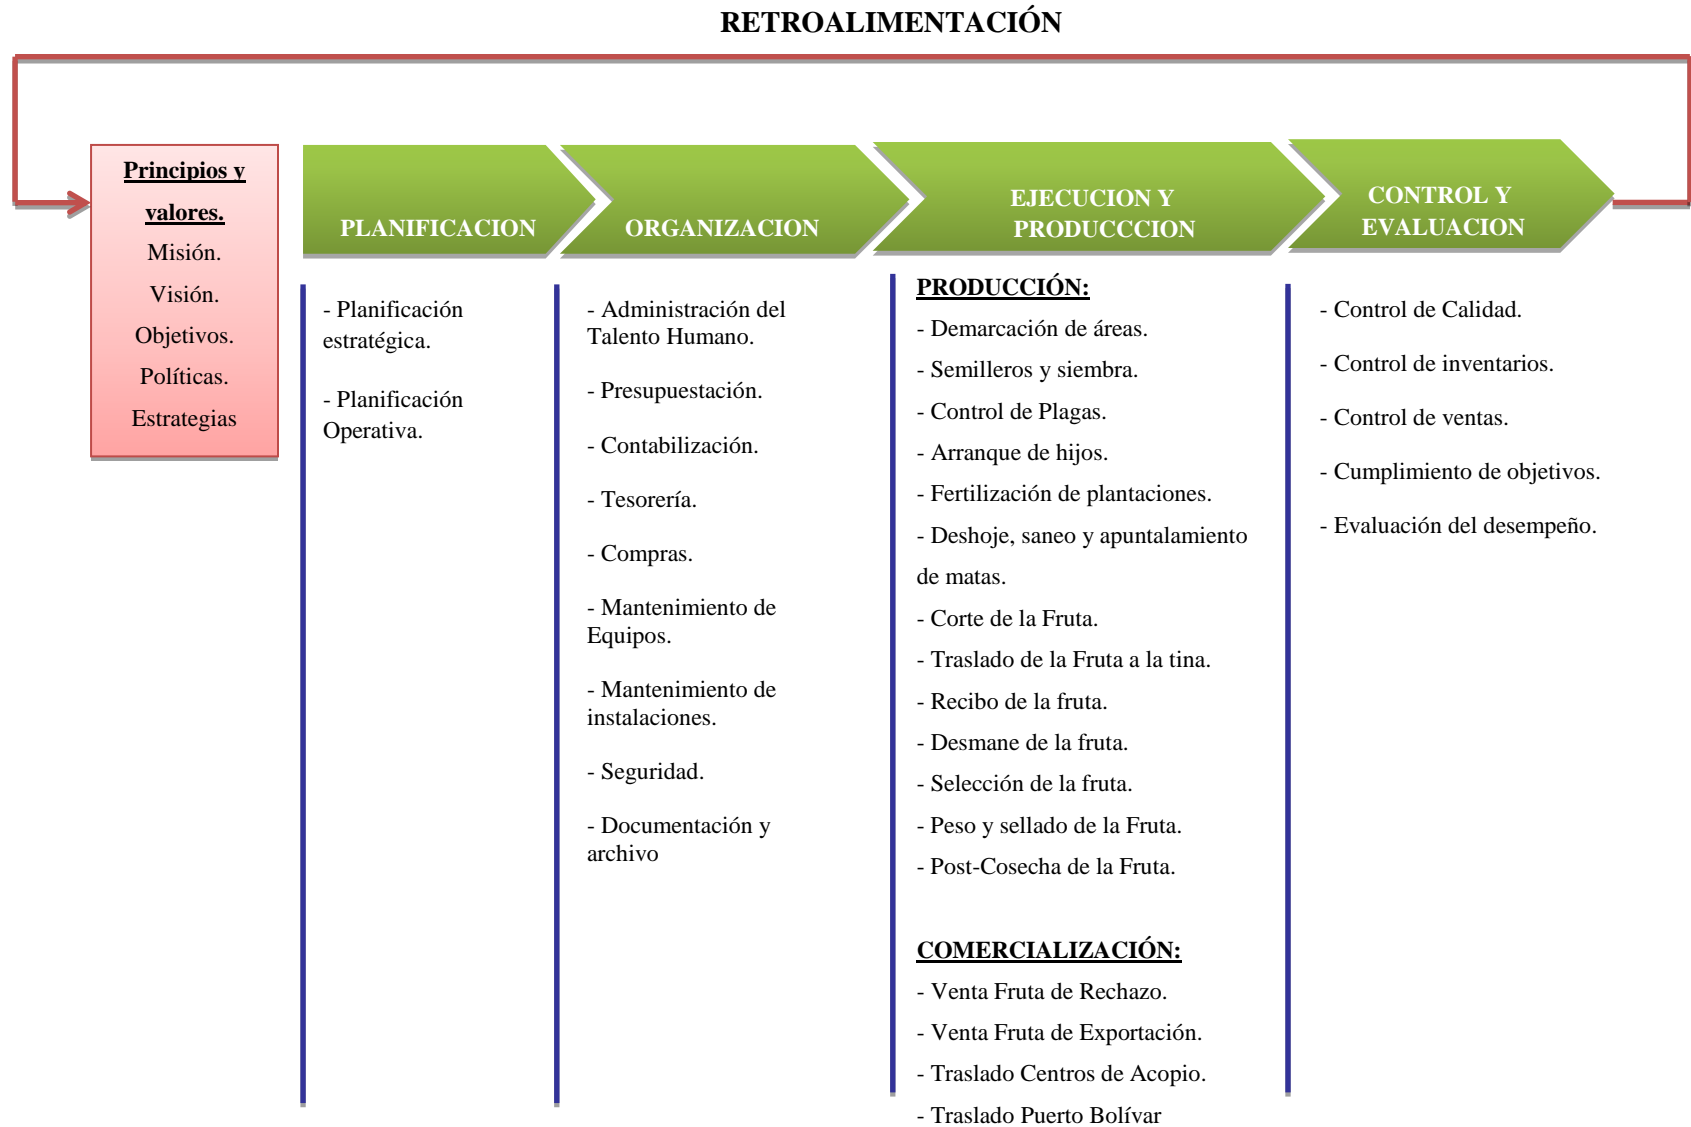 RETROALIMENTACIÓN
Principios y
valores.
Misión.
Visión.
Objetivos.
Políticas.
Estrategias
PLANIFICACION
- Planificación
estratégica.
- Planificación
Operativa.
ORGANIZACION
- Administración del
Talento Humano.
- Presupuestación.
- Contabilización.
- Tesorería.
- Compras.
- Mantenimiento de
Equipos.
- Mantenimiento de
instalaciones.
- Seguridad.
- Documentación y
archivo
EJECUCION Y
PRODUCCCION
PRODUCCIÓN:
- Demarcación de áreas.
- Semilleros y siembra.
- Control de Plagas.
- Arranque de hijos.
- Fertilización de plantaciones.
- Deshoje, saneo y apuntalamiento
de matas.
- Corte de la Fruta.
- Traslado de la Fruta a la tina.
- Recibo de la fruta.
- Desmane de la fruta.
- Selección de la fruta.
- Peso y sellado de la Fruta.
- Post-Cosecha de la Fruta.
COMERCIALIZACIÓN:
- Venta Fruta de Rechazo.
- Venta Fruta de Exportación.
- Traslado Centros de Acopio.
- Traslado Puerto Bolívar
CONTROL Y
EVALUACION
- Control de Calidad.
- Control de inventarios.
- Control de ventas.
- Cumplimiento de objetivos.
- Evaluación del desempeño.